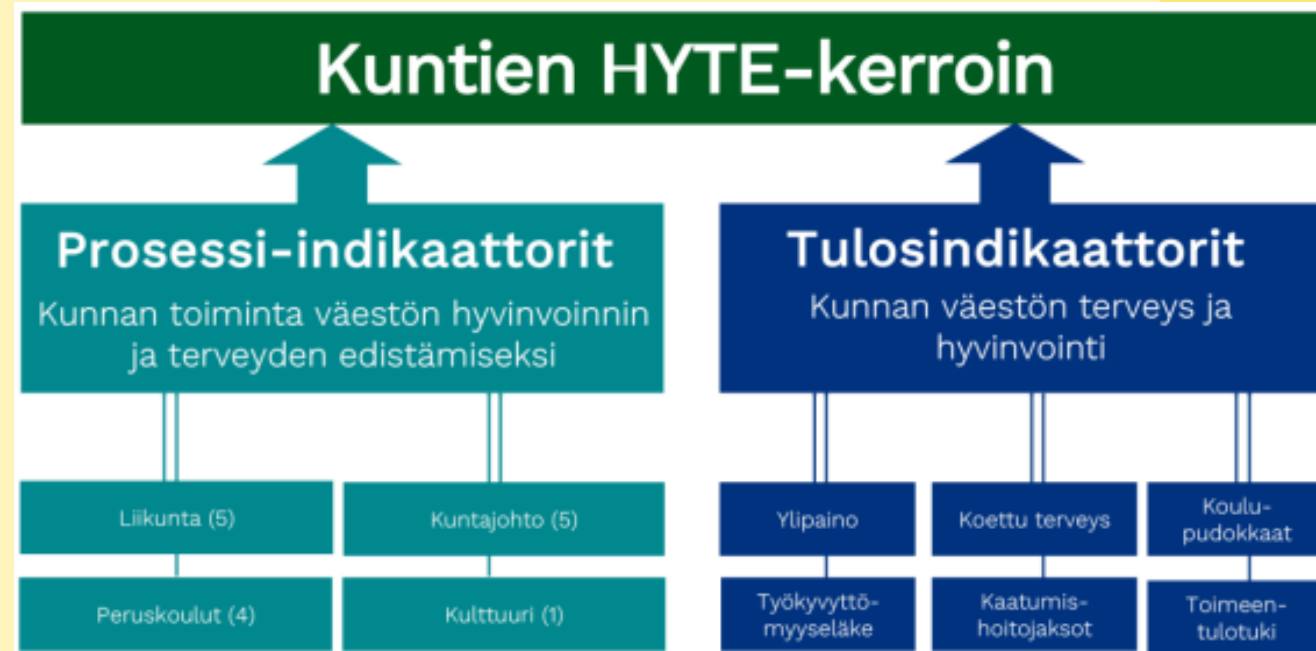 Kuntien HYTE-kerroin
Prosessi-indikaattorit
Kunnan toiminta väestön hyvinvoinnin
ja terveyden edistämiseksi
Liikunta (5)
Kuntajohto (5)
Peruskoulut (4)
Kulttuuri (1)
Tulosindikaattorit
Kunnan väestön terveys ja
hyvinvointi
Ylipaino
Koettu terveys
Koulu-
pudokkaat
Työkyvyttö-
myyseläke
Kaatumis-
hoitojaksot
Toimeen-
tulotuki